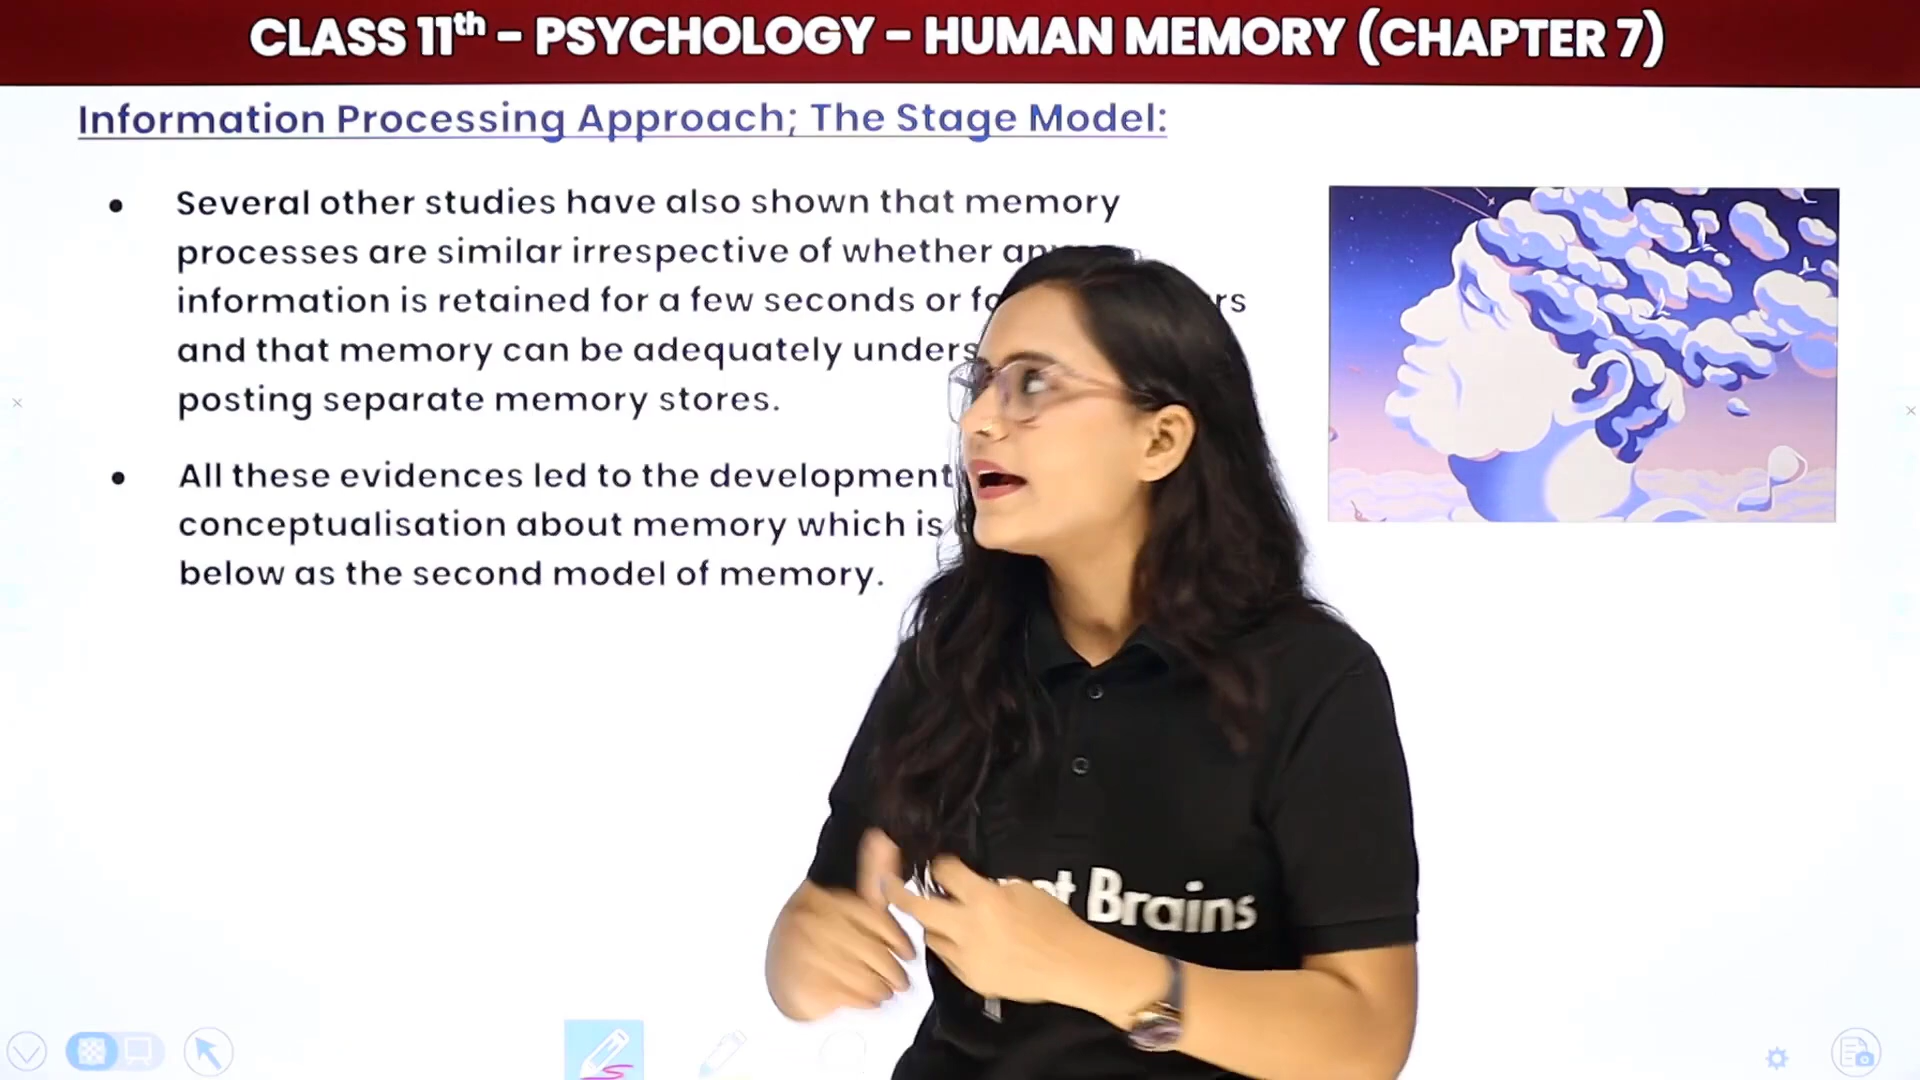 CLASS 11th - PSYCHOLOGY - HUMAN MEMORY (CHAPTER 7)
Information Processing Approach; The Stage Model:
• Several other studies have also shown that memory
processes are similar irrespective of whether
information is retained for a few seconds or
and that memory can be adequately
posting separate memory stores.
• All these evidences led to the development
conceptualisation about memory which is
below as the second model of memory.
Brains